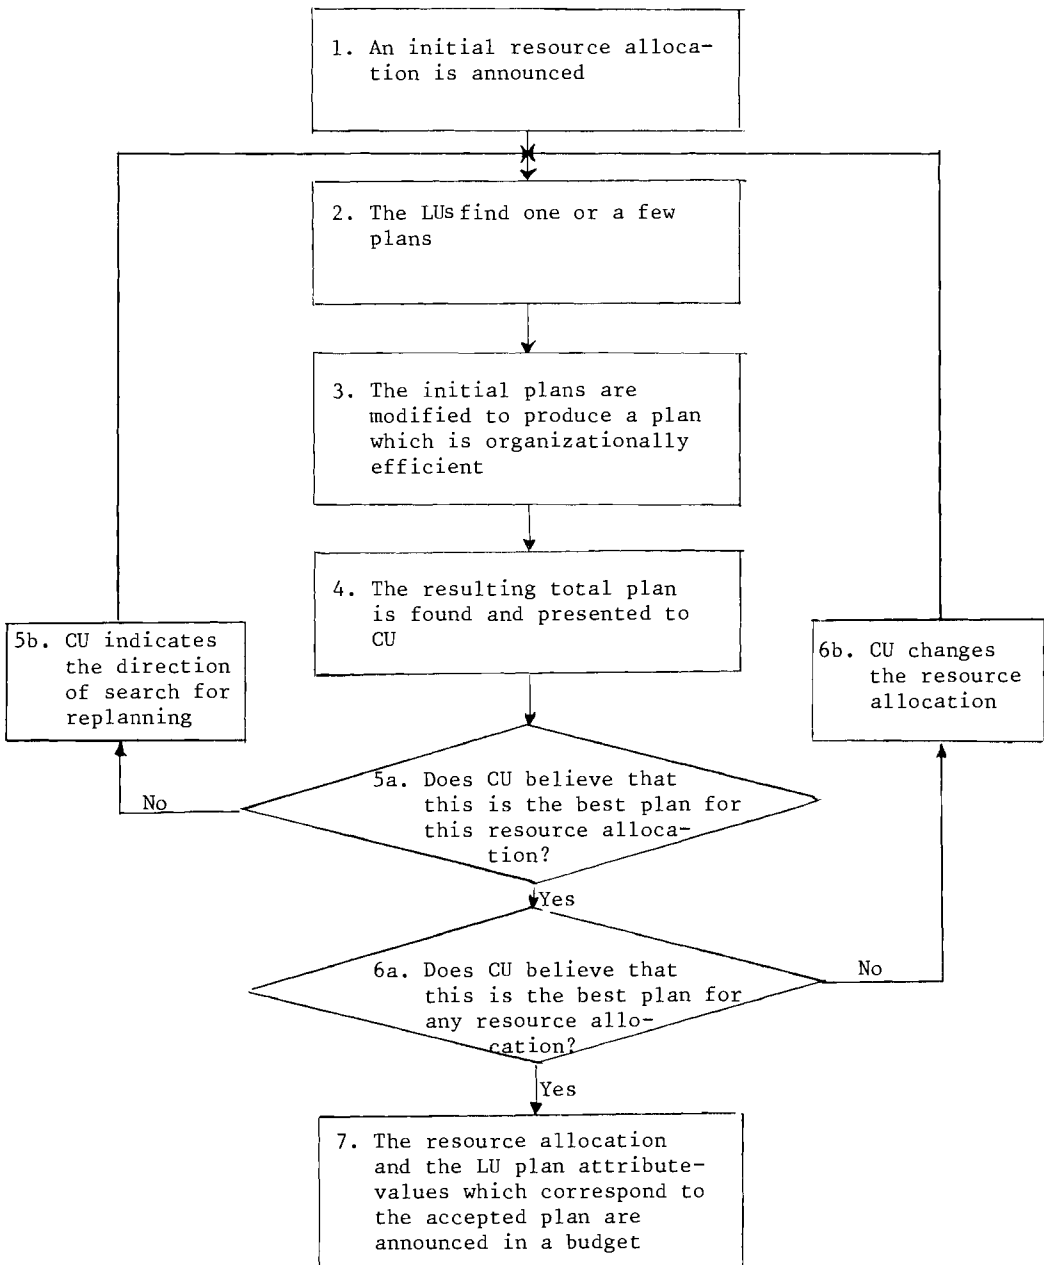 1. An initial resource alloca-
tion is announced
2. The LUs find one or a few
plans
3. The initial plans are
modified to produce a plan
which is organizationally
efficient
4. The resulting total plan
is found and presented to
CU
5b. CU indicates
the direction
of search for
replanning
6b. CU changes
the resource
allocation
5a. Does CU believe that
this is the best plan for
this resource alloca-
tion?
No
Yes
6a. Does CU believe that
this is the best plan for
any resource allo-
cation?
No
Yes
7. The resource allocation
and the LU plan attribute-
values which correspond to
the accepted plan are
announced in a budget